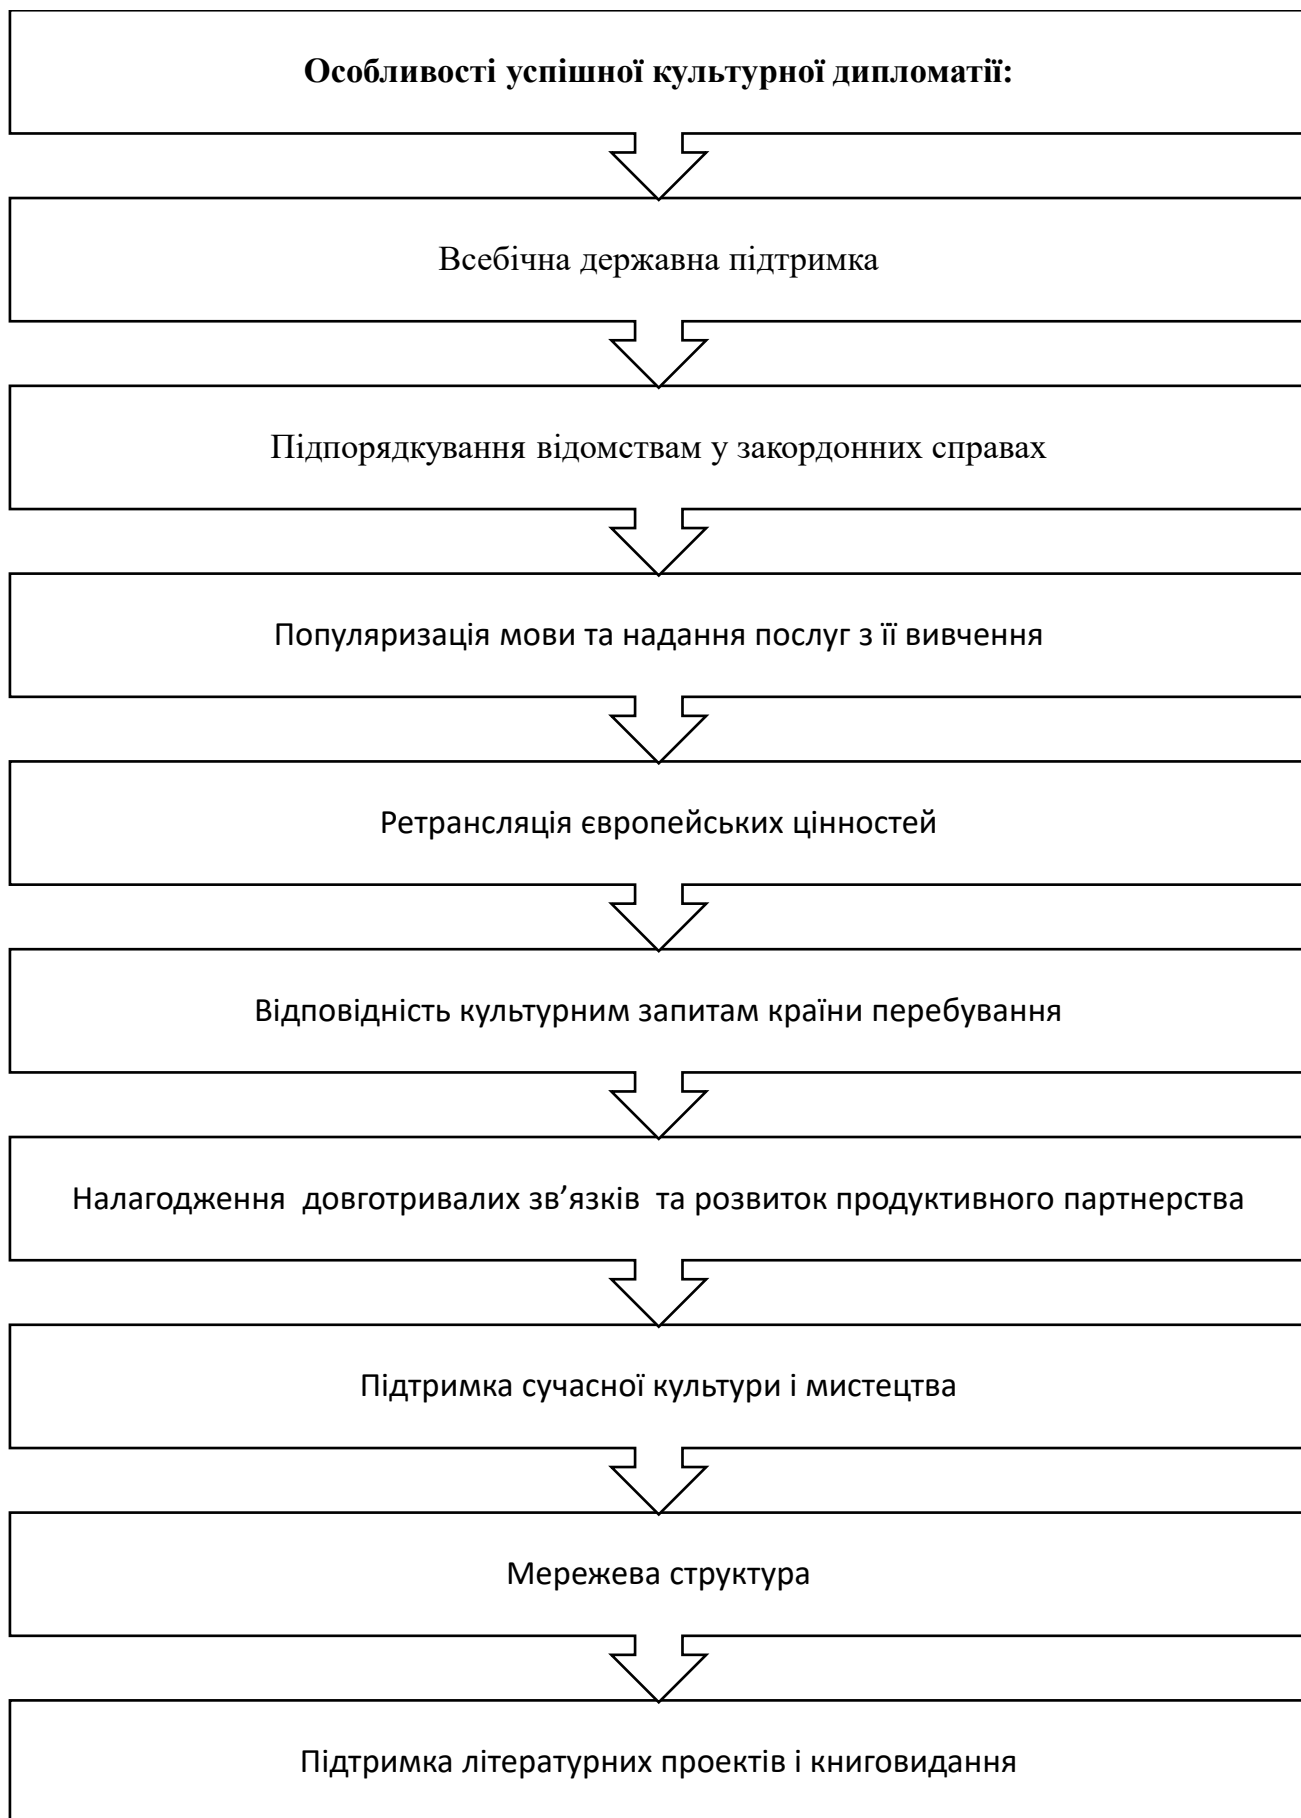 Особливості успішної культурної дипломатії:
Всебічна державна підтримка
Підпорядкування відомствам у закордонних справах
Популяризація мови та надання послуг з її вивчення
Ретрансляція європейських цінностей
Відповідність культурним запитам країни перебування
Налагодження  довготривалих зв’язків  та розвиток продуктивного партнерства
Підтримка сучасної культури і мистецтва
Мережева структура
Підтримка літературних проектів і книговидання